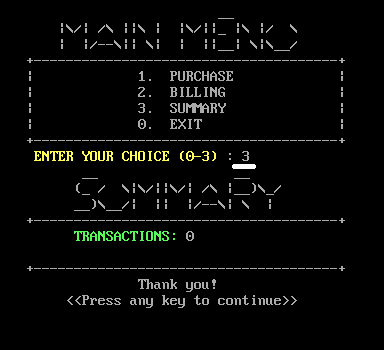 MAIN MENU
1. PURCHASE
2. BILLING
3. SUMMARY
0. EXIT
ENTER YOUR CHOICE (0-3) : 3
SUMMARY
TRANSACTIONS: 0
Thank you!
<<Press any key to continue>>